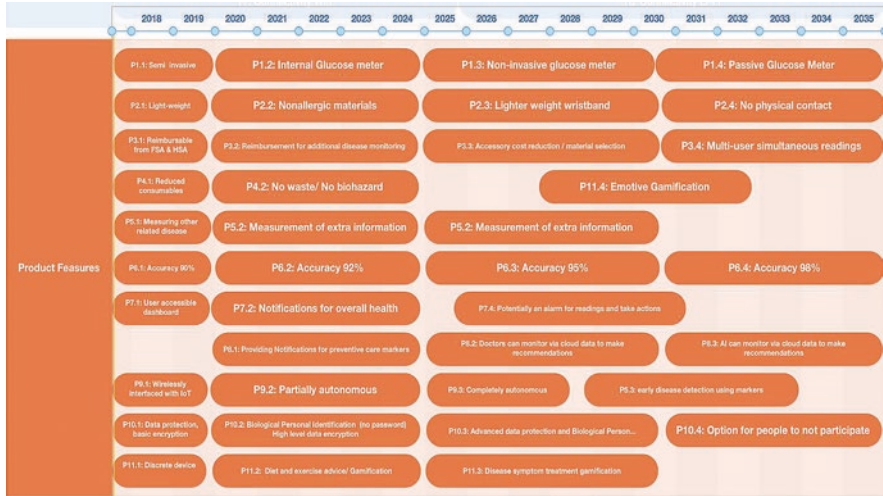 2018 2019 2020 2021 2022 2023 2024 2025 2026 2027 2028 2029 2030 2031 2032 2033 2034 2035
Product Features
P1.1: Semi invasive
P1.2: Internal Glucose meter
P1.3: Non-invasive glucose meter
P1.4: Passive Glucose Meter
P2.1: Light-weight
P2.2: Nonallergic materials
P2.3: Lighter weight wristband
P2.4: No physical contact
P3.1: Reimbursable
from FSA & HSA
P3.2: Reimbursement for additional disease monitoring
P3.3: Accessory cost reduction / material selection
P3.4: Multi-user simultaneous readings
P4.1: Reduced
consumables
P4.2: No waste/ No biohazard
P11.4: Emotive Gamification
P5.1: Measuring other
related disease
P5.2: Measurement of extra information
P5.2: Measurement of extra information
P6.1: Accuracy 90%
P6.2: Accuracy 92%
P6.3: Accuracy 95%
P6.4: Accuracy 98%
P7.1: User accessible
dashboard
P7.2: Notifications for overall health
P7.4: Potentially an alarm for readings and take actions
Providing Notifications for preventive care markers
Doctors can monitor via cloud data to make
recommendations
AI can monitor via cloud data to make
recommendations
P9.1: Wirelessly
interfaced with IoT
P9.2: Partially autonomous
P9.3: Completely autonomous
early disease detection using markers
P10.1: Data protection,
basic encryption
P10.2: Biological Personal identification (no password)
High level data encryption
P10.3: Advanced data protection and Biological Person...
P10.4: Option for people to not participate
P11.1: Discrete device
P11.2: Diet and exercise advice/ Gamification
P11.3: Disease symptom treatment gamification